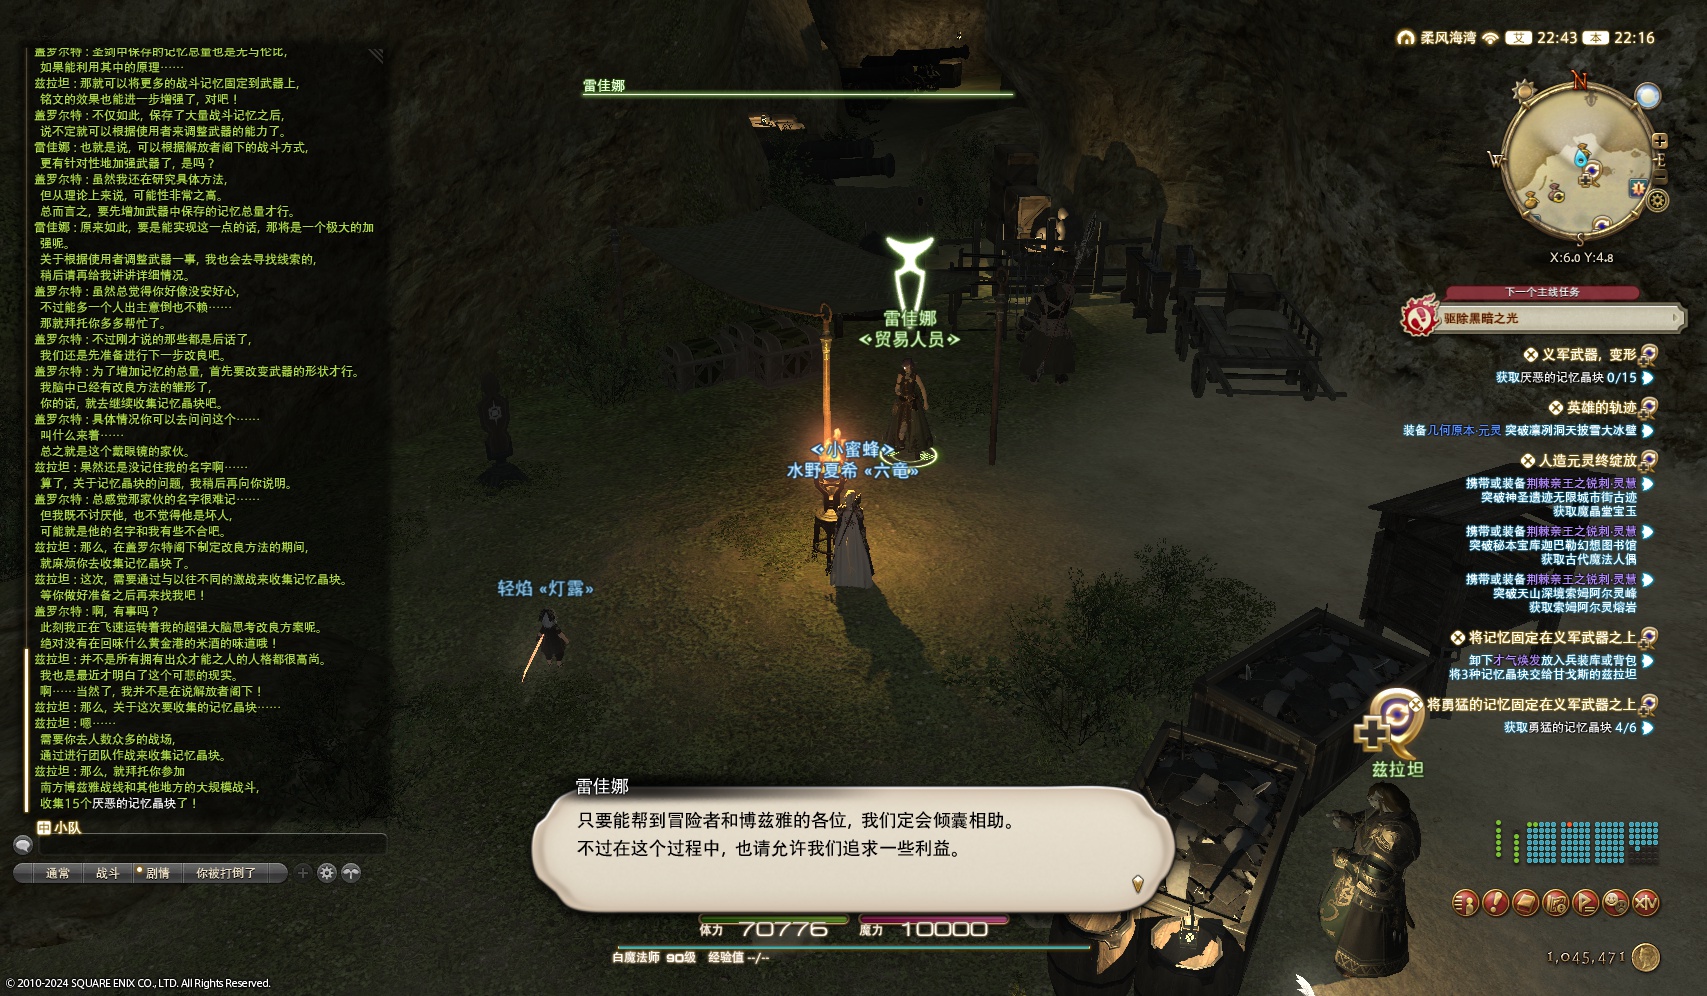 盖罗尔特：圣剑中保存的记忆总量也是无与伦比，
如果能利用其中的原理……
兹拉坦：那就可以将更多的战斗记忆固定到武器上，
铭文的效果也能进一步增强了，对吧！
盖罗尔特：不仅如此，保存了大量战斗记忆之后，
说不定就可以根据使用者来调整武器的能力了。
雷佳娜：也就是说，可以根据解放者阁下的战斗方式，
更有针对性地加强武器了，是吗？
盖罗尔特：虽然我还在研究具体方法，
但从理论上来说，可能性非常之高。
总而言之，要先增加武器中保存的记忆总量才行。
雷佳娜：原来如此，要是能实现这一点的话，那将是一个极大的加
强呢。
关于根据使用者调整武器一事，我也会去寻找线索的，
稍后请再给我讲讲详细情况。
盖罗尔特：虽然总觉得你好像没安好心，
不过能多一个人出主意倒也不赖……
那就拜托你多多帮忙了。
盖罗尔特：不过刚才说的那些都是后话了，
我们还是先准备进行下一步改良吧。
盖罗尔特：为了增加记忆的总量，首先要改变武器的形状才行。
我脑中已经有改良方法的雏形了，
你的话，就去继续收集记忆晶块吧。
盖罗尔特：具体情况你可以去问问这个……
叫什么来着……
总之就是这个戴眼镜的家伙。
兹拉坦：果然还是没记住我的名字啊……
算了，关于记忆晶块的问题，我稍后再向你说明。
盖罗尔特：总感觉那家伙的名字很难记……
但我既不讨厌他，也不觉得他是坏人，
可能就是他的名字和我有些不合吧。
兹拉坦：那么，在盖罗尔特阁下制定改良方法的期间，
就麻烦你去收集记忆晶块了。
兹拉坦：这次，需要通过与以往不同的激战来收集记忆晶块。
等你做好准备之后再来找我吧！
盖罗尔特：啊，有事吗？
此刻我正在飞速运转着我的超强大脑思考改良方案呢。
绝对没有在回味什么黄金港的米酒的味道哦！
兹拉坦：并不是所有拥有出众才能之人的人格都很高尚。
我也是最近才明白了这个可悲的现实。
啊……当然了，我并不是在说解放者阁下！
兹拉坦：那么，关于这次要收集的记忆晶块……
兹拉坦：嗯……
需要你去人数众多的战场，
通过进行团队作战来收集记忆晶块。
兹拉坦：那么，就拜托你参加
南方博兹雅战线和其他地方的大规模战斗，
收集15个厌恶的记忆晶块了！
中 小队
通常 战斗 剧情 你被打倒了
© 2010-2024 SQUARE ENIX CO., LTD. All Rights Reserved.
雷佳娜
雷佳娜
<贸易人员>
<小蜜蜂>
水野夏希 «六竜»
轻焰 «灯露»
雷佳娜
只要能帮到冒险者和博兹雅的各位，我们定会倾囊相助。
不过在这个过程中，也请允许我们追求一些利益。
体力 70776 魔力 10000
白魔法师 90级 经验值 --/--
柔风海湾 艾 22:43 本 22:16
N
W E
S
X:6.0 Y:4.8
下一个主线任务
驱除黑暗之光
义军武器，变形
获取厌恶的记忆晶块 0/15
英雄的轨迹
装备几何原本·元灵 突破凛冽洞天披雪大冰壁
人造元灵终绽放
携带或装备荆棘亲王之锐刺·灵慧
突破神圣遗迹无限城市街古迹
获取魔晶堂宝玉
携带或装备荆棘亲王之锐刺·灵慧
突破秘本宝库迦巴勒幻想图书馆
获取古代魔法人偶
携带或装备荆棘亲王之锐刺·灵慧
突破天山深境索姆阿尔灵峰
获取索姆阿尔灵熔岩
将记忆固定在义军武器之上
卸下才气焕发放入兵装库或背包
将3种记忆晶块交给甘戈斯的兹拉坦
将勇猛的记忆固定在义军武器之上
获取勇猛的记忆晶块 4/6
兹拉坦
XIV
1,045,471